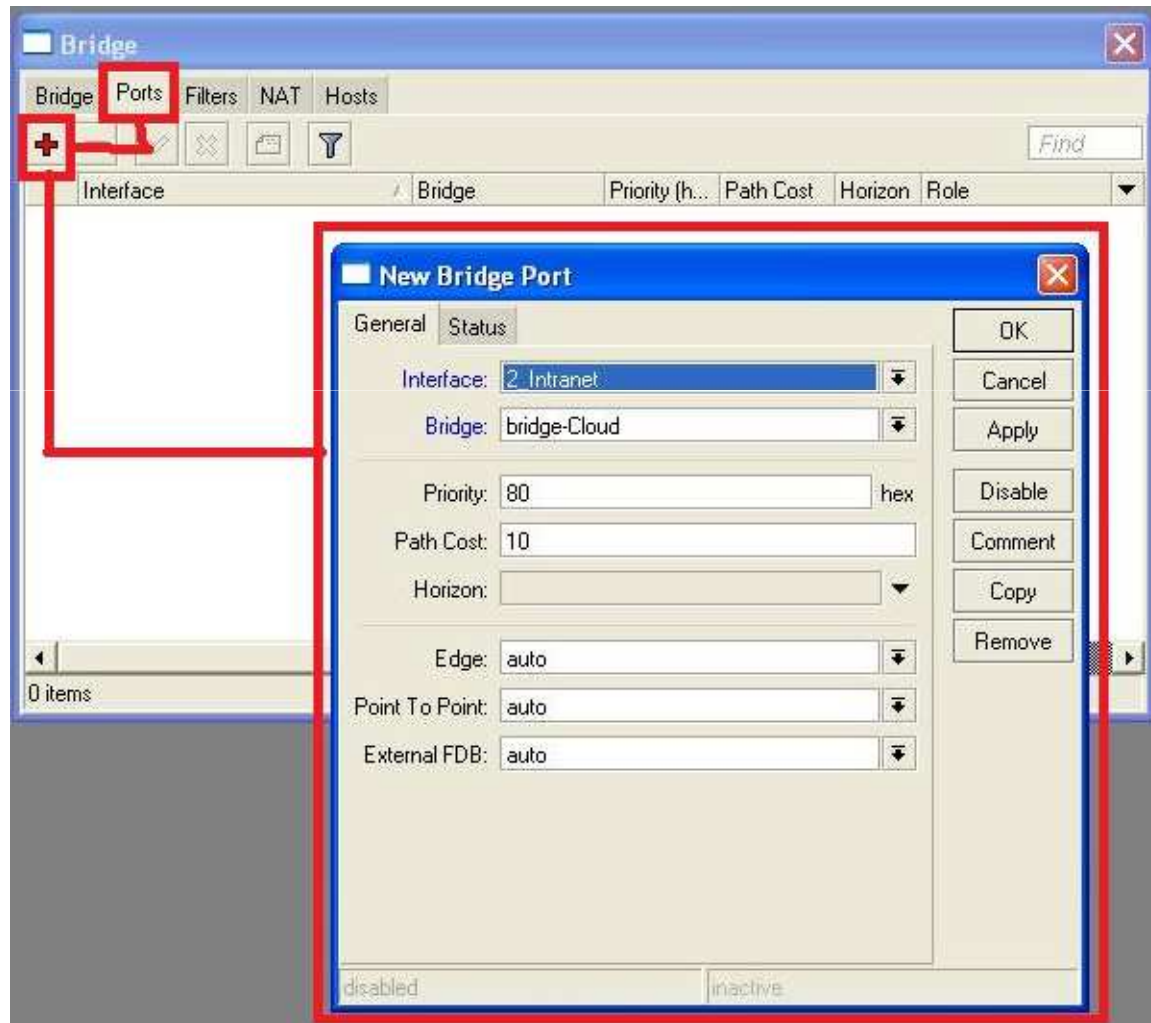 Bridge
Bridge Ports Filters NAT Hosts
Find
Interface Bridge Priority (h... Path Cost Horizon Role
New Bridge Port
General Status
OK
Interface: 2_Intranet
Cancel
Bridge: bridge-Cloud
Apply
Priority: 80 hex
Disable
Path Cost: 10
Comment
Horizon:
Copy
Remove
Edge: auto
0 items
Point To Point: auto
External FDB: auto
disabled inactive